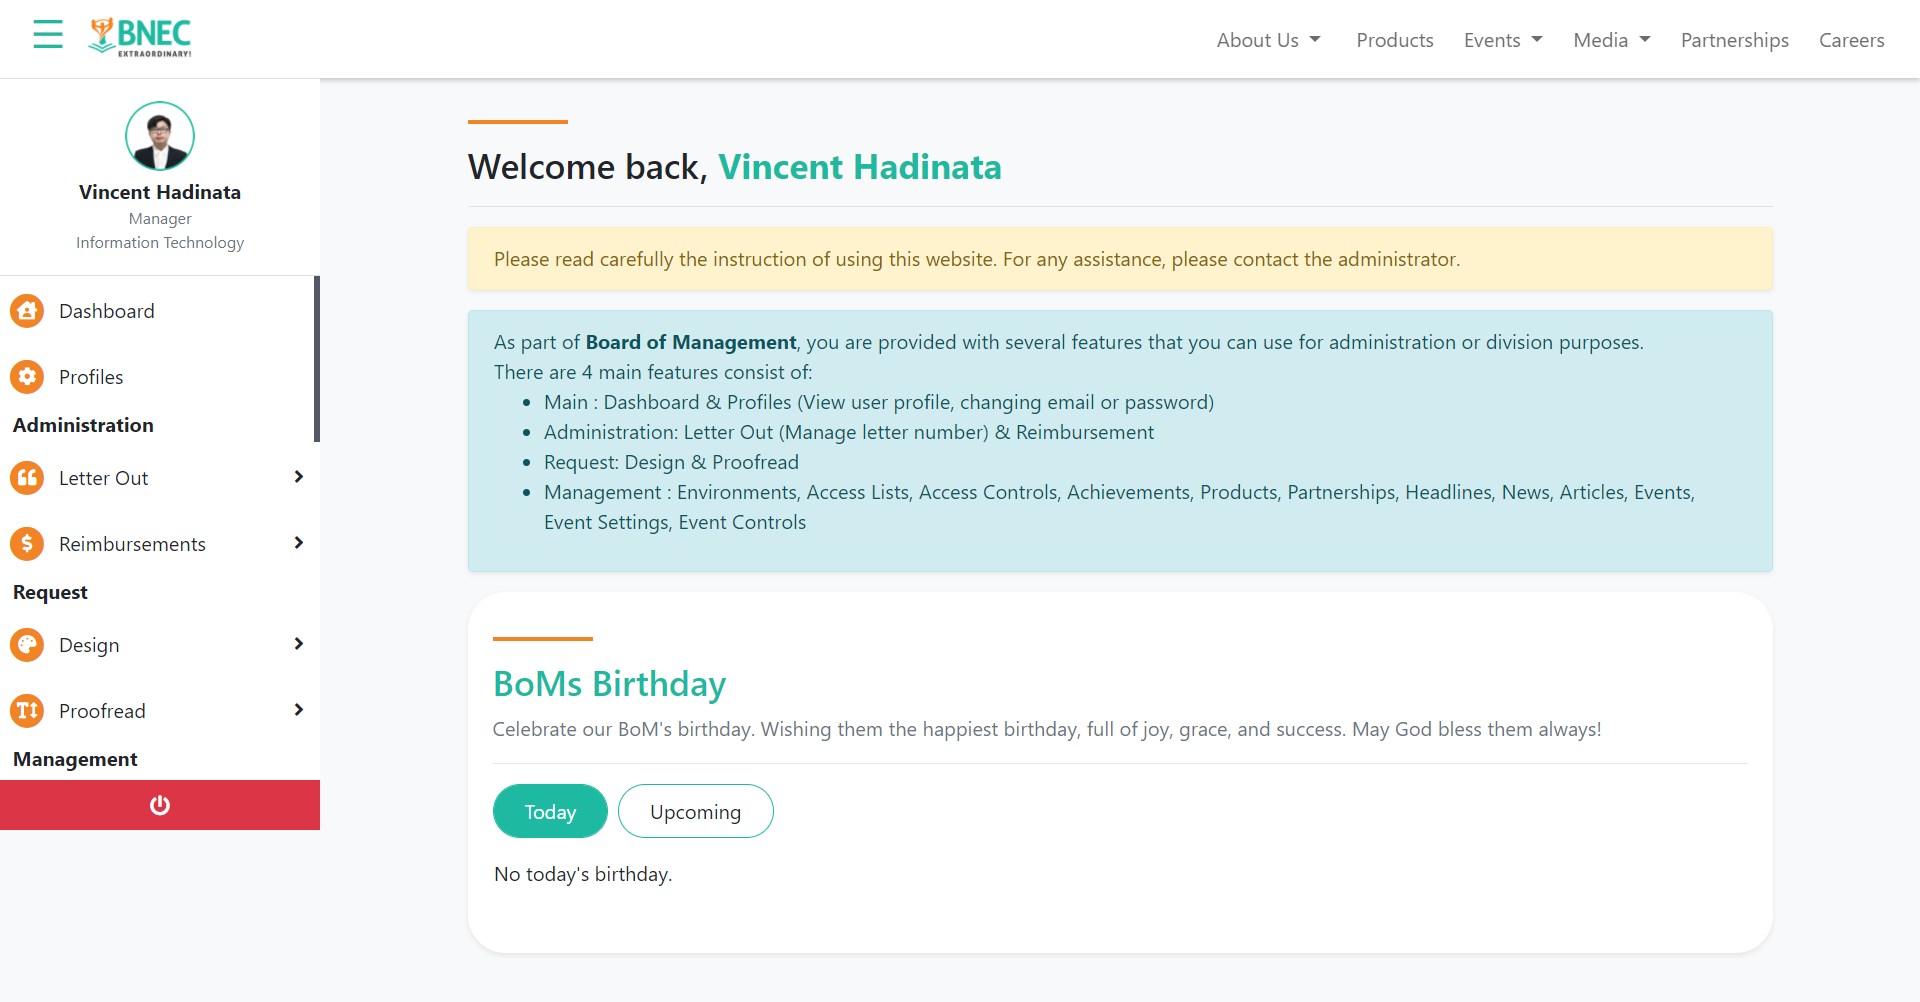 BNEC
EXTRAORDINARY!
About Us
Products
Events
Media
Partnerships
Careers
Vincent Hadinata
Manager
Information Technology
Dashboard
Profiles
Administration
Letter Out
Reimbursements
Request
Design
Proofread
Management
Welcome back, Vincent Hadinata
Please read carefully the instruction of using this website. For any assistance, please contact the administrator.
As part of Board of Management, you are provided with several features that you can use for administration or division purposes.
There are 4 main features consist of:
• Main : Dashboard & Profiles (View user profile, changing email or password)
• Administration: Letter Out (Manage letter number) & Reimbursement
• Request: Design & Proofread
• Management : Environments, Access Lists, Access Controls, Achievements, Products, Partnerships, Headlines, News, Articles, Events,
Event Settings, Event Controls
BoMs Birthday
Celebrate our BoM's birthday. Wishing them the happiest birthday, full of joy, grace, and success. May God bless them always!
Today
Upcoming
No today's birthday.